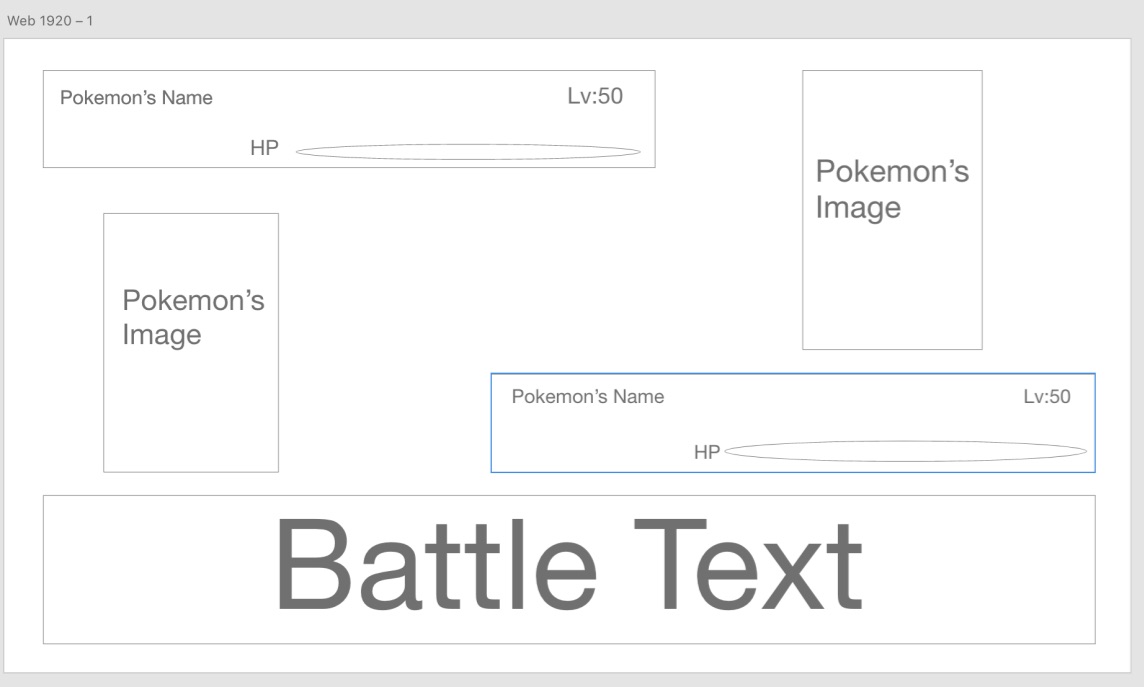 Web 1920 – 1
Pokemon’s Name
Lv:50
HP
Pokemon’s
Image
Pokemon’s
Image
Pokemon’s Name
Lv:50
HP
Battle Text